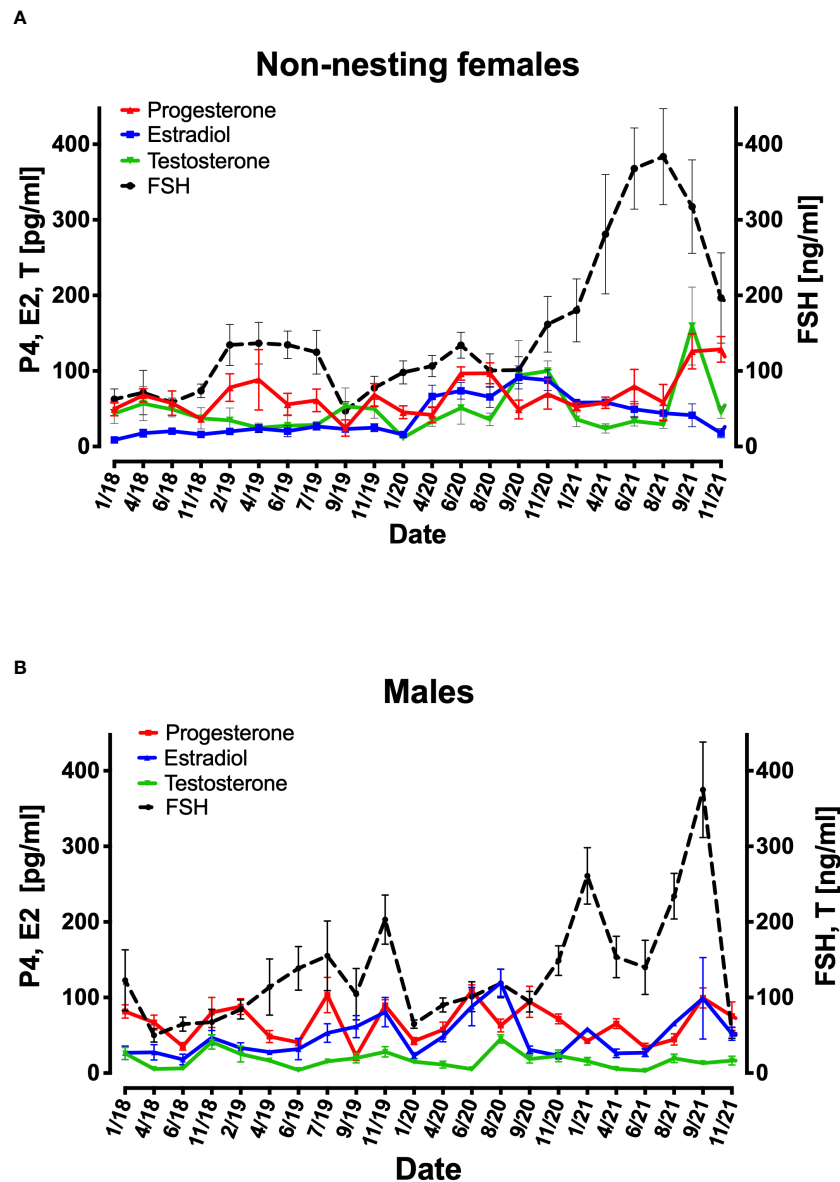 A
Non-nesting females
Progesterone
Estradiol
Testosterone
FSH
P4, E2, T [pg/ml]
400
300
200
100
0
FSH [ng/ml]
400
300
200
100
0
1/18 4/18 6/18 11/18 2/19 4/19 6/19 7/19 9/19 11/19 1/20 4/20 6/20 8/20 9/20 11/20 1/21 4/21 6/21 8/21 9/21 11/21
Date
B
Males
Progesterone
Estradiol
Testosterone
FSH
P4, E2 [pg/ml]
400
300
200
100
0
FSH, T [ng/ml]
400
300
200
100
0
1/18 4/18 6/18 11/18 2/19 4/19 6/19 7/19 9/19 11/19 1/20 4/20 6/20 8/20 9/20 11/20 1/21 4/21 6/21 8/21 9/21 11/21
Date